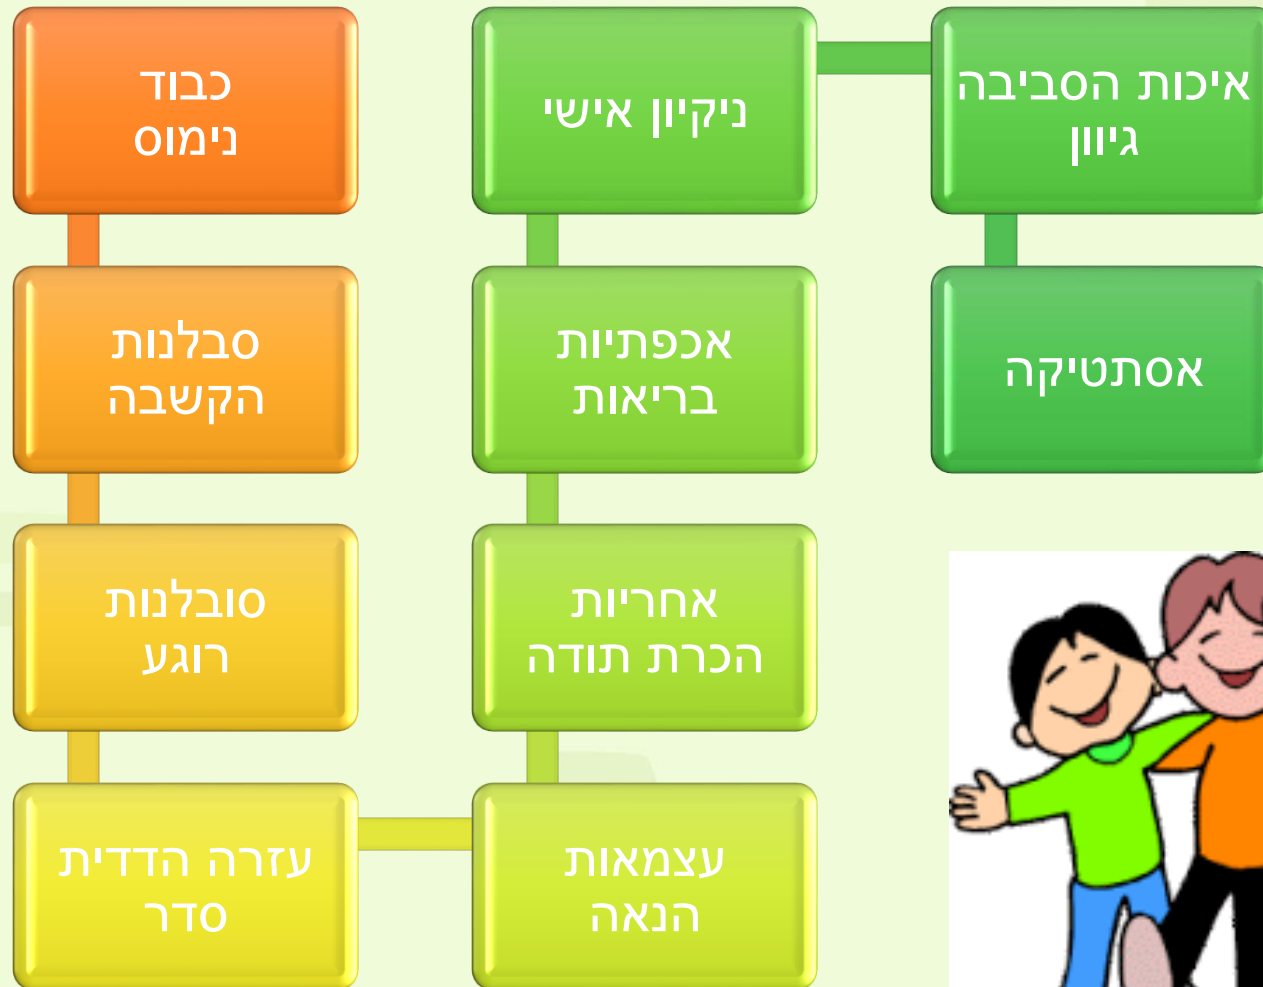 כבוד
נימוס
סבלנות
הקשבה
סובלנות
רוגע
עזרה הדדית
סדר
עצמאות
הנאה
אחריות
הכרת תודה
אכפתיות
בריאות
ניקיון אישי
איכות הסביבה
גיוון
אסתטיקה